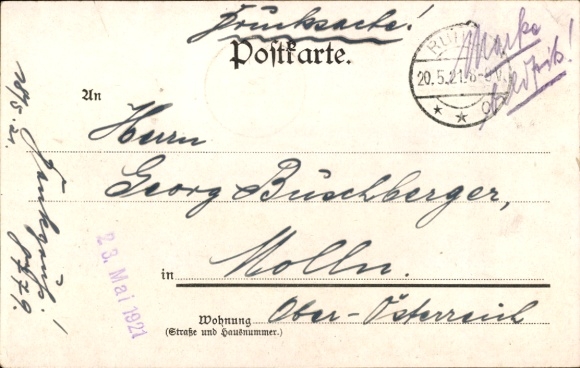 Drucksache!
Postkarte.
Marke
20.5.21.
An
Herrn
Georg Buschberger,
in Molln.
Ober-Österreich
Wohnung
(Straße und Hausnummer.)
23. Mai 1921